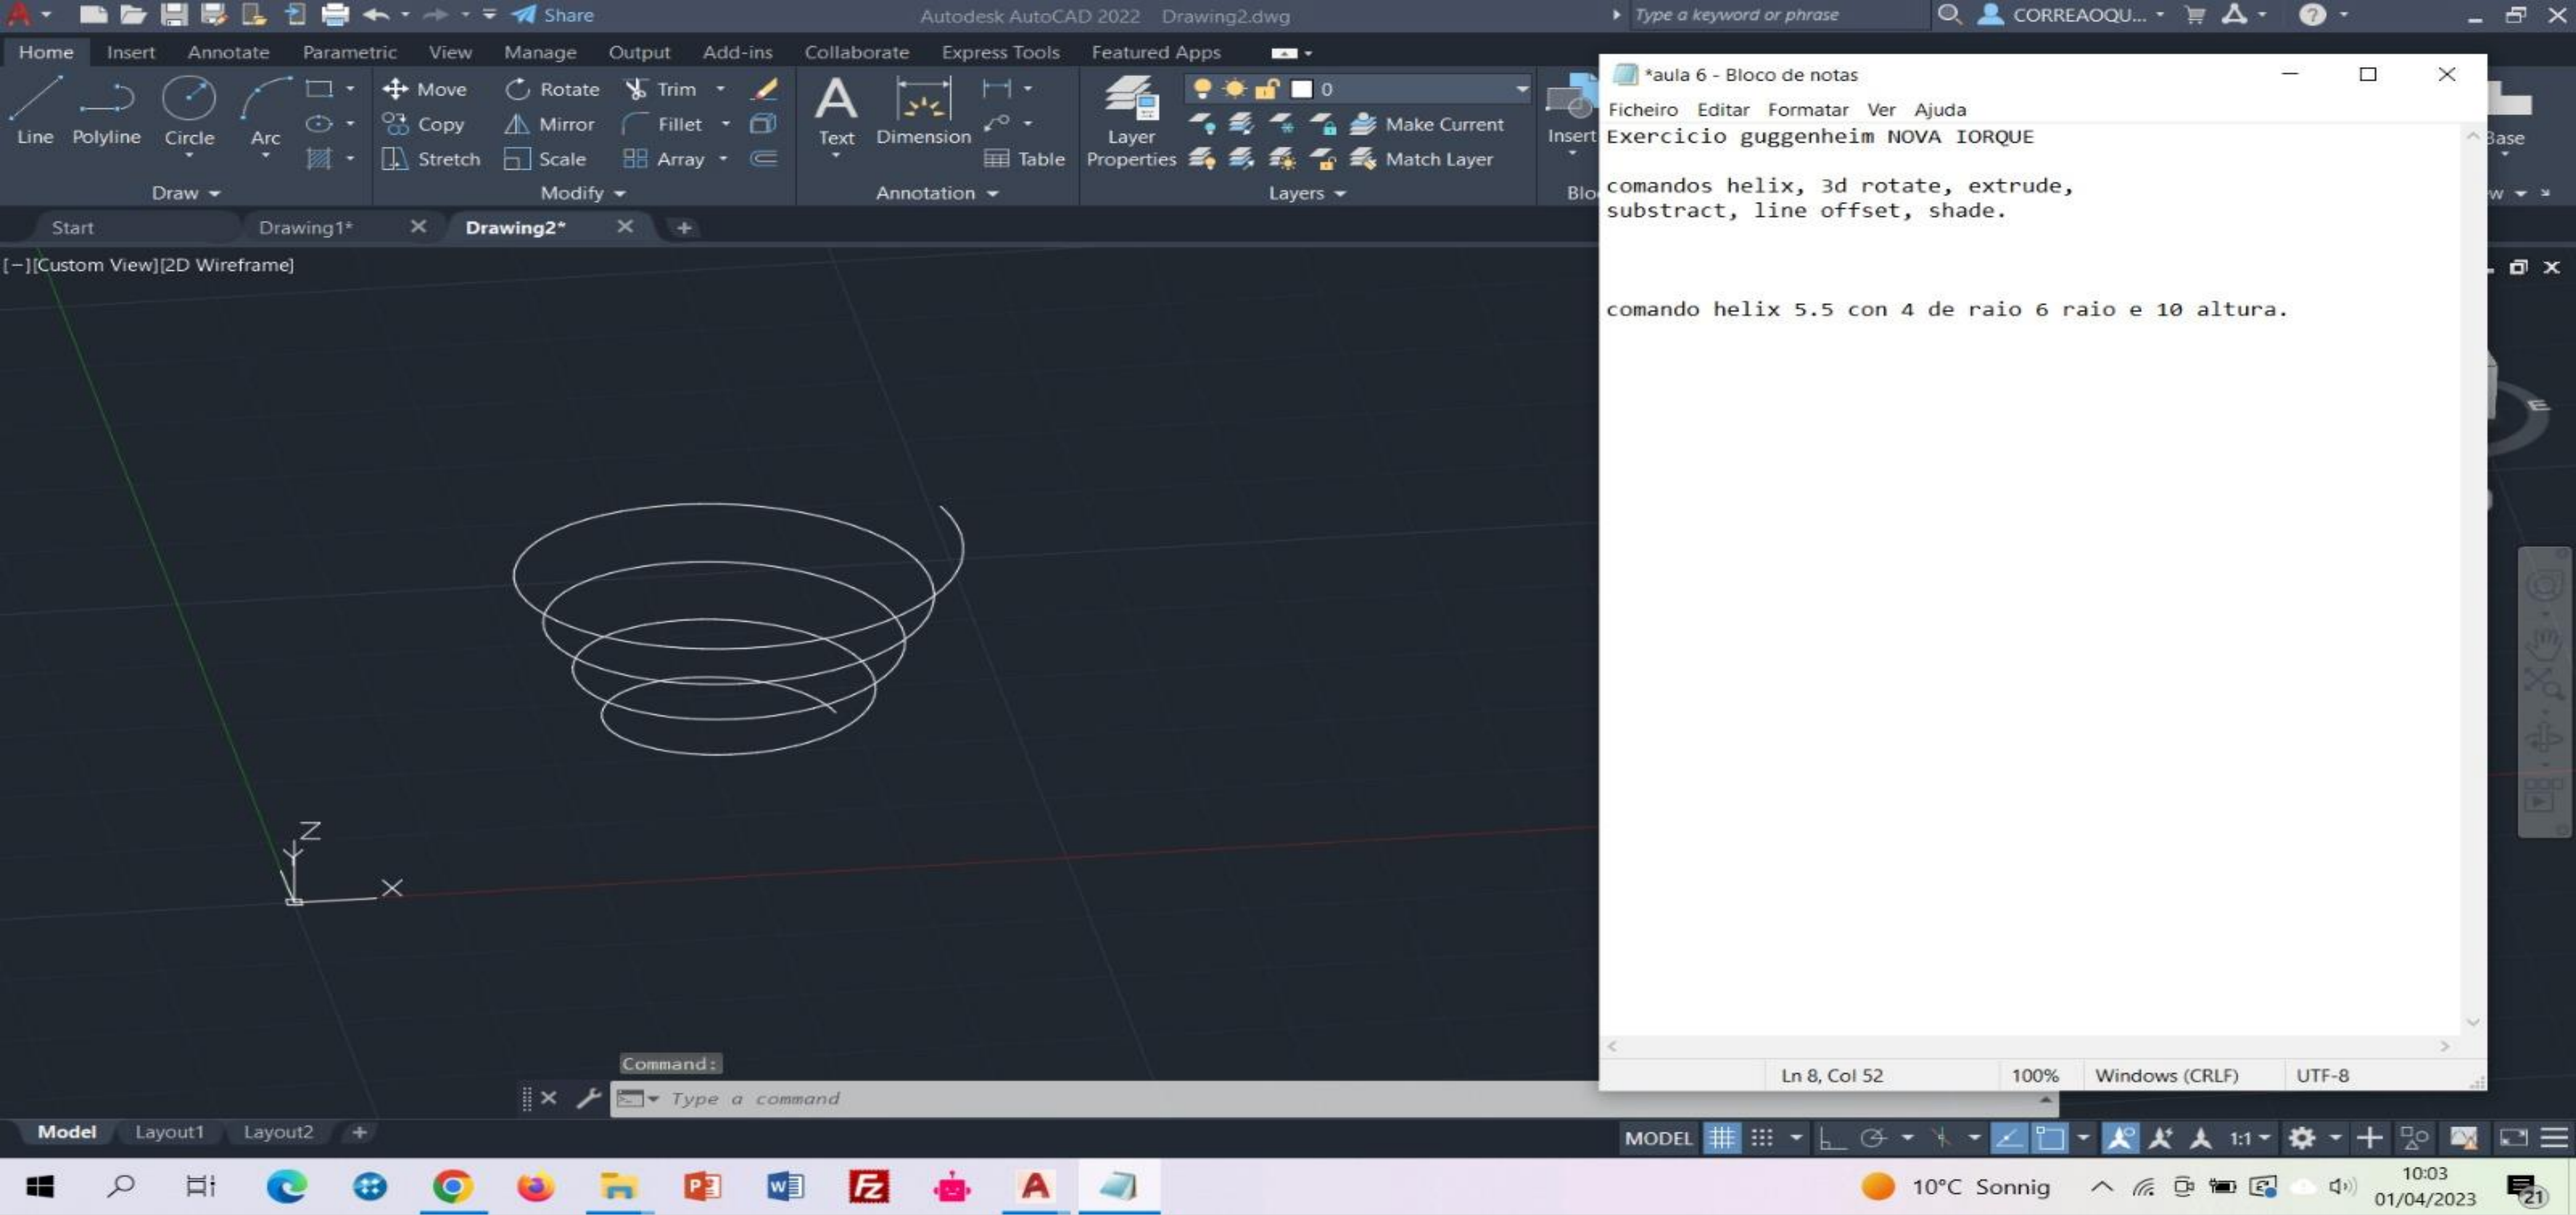 Share
Autodesk AutoCAD 2022 Drawing2.dwg
Type a keyword or phrase
CORREAOQU...
Home Insert Annotate Parametric View Manage Output Add-ins Collaborate Express Tools Featured Apps
Line Polyline Circle Arc
Move Rotate Trim
Copy Mirror Fillet
Stretch Scale Array
Text Dimension
Table
Layer Properties
0
Make Current
Match Layer
Insert
Base
Draw Modify Annotation Layers Blo
w
Start Drawing1* Drawing2*
[−][Custom View][2D Wireframe]
*aula 6 - Bloco de notas
Ficheiro Editar Formatar Ver Ajuda
Exercicio guggenheim NOVA IORQUE
comandos helix, 3d rotate, extrude,
substract, line offset, shade.
comando helix 5.5 con 4 de raio 6 raio e 10 altura.
Ln 8, Col 52 100% Windows (CRLF) UTF-8
E
Z
Y
X
Command:
Type a command
Model Layout1 Layout2
MODEL
1:1
10°C Sonnig
10:03
01/04/2023
21